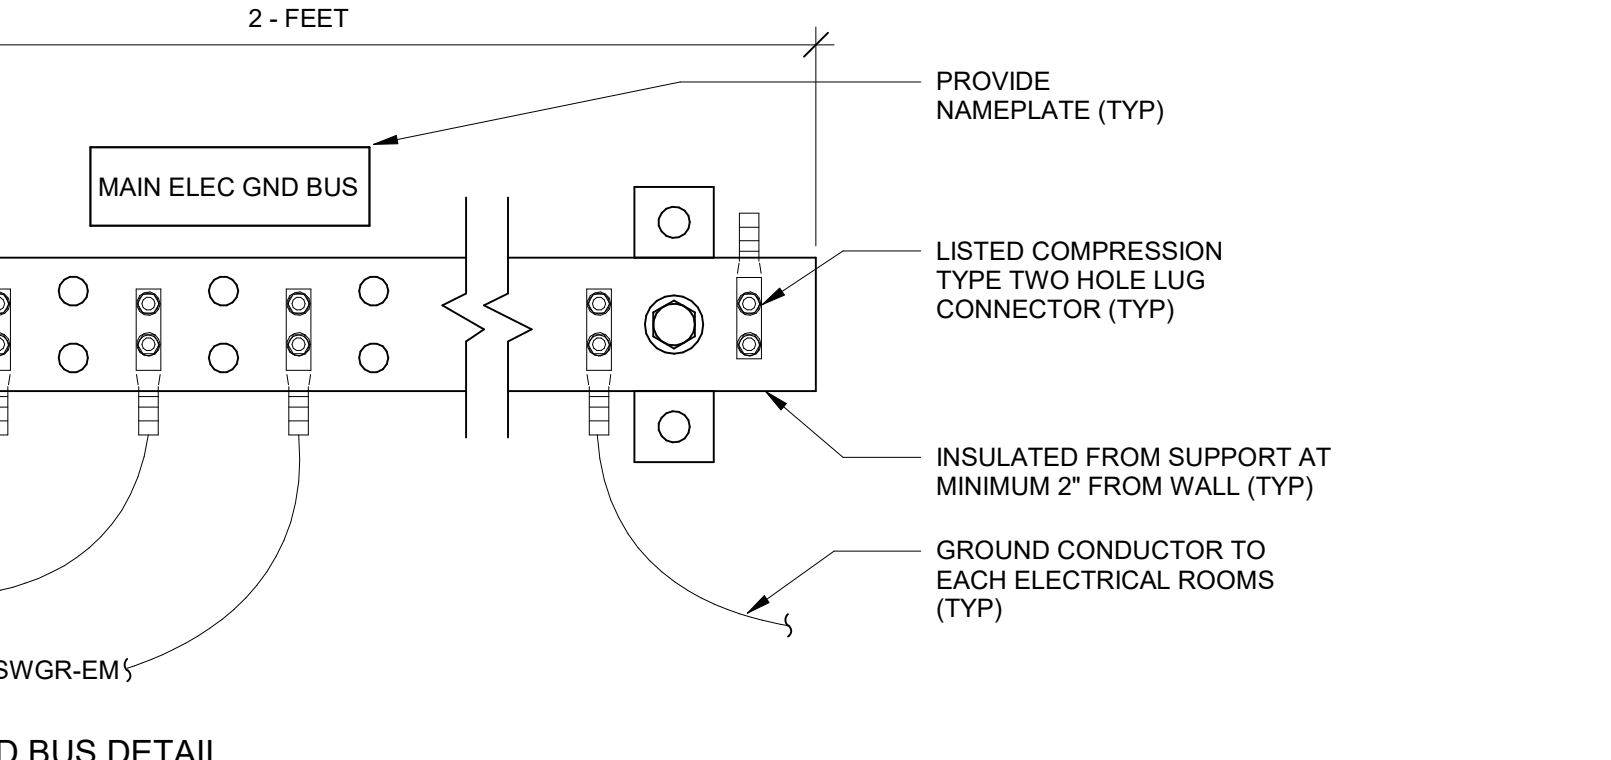 2 - FEET
PROVIDE
NAMEPLATE (TYP)
MAIN ELEC GND BUS
LISTED COMPRESSION
TYPE TWO HOLE LUG
CONNECTOR (TYP)
INSULATED FROM SUPPORT AT
MINIMUM 2" FROM WALL (TYP)
GROUND CONDUCTOR TO
EACH ELECTRICAL ROOMS
(TYP)
SWGR-EM
D BUS DETAIL